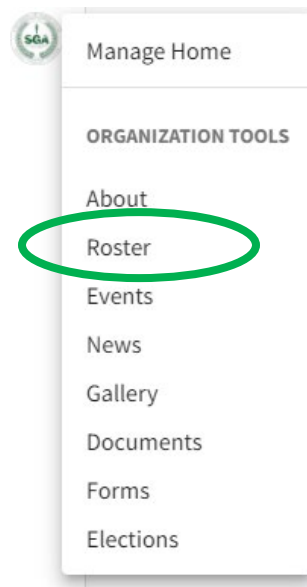 SGA
Manage Home
ORGANIZATION TOOLS
About
Roster
Events
News
Gallery
Documents
Forms
Elections